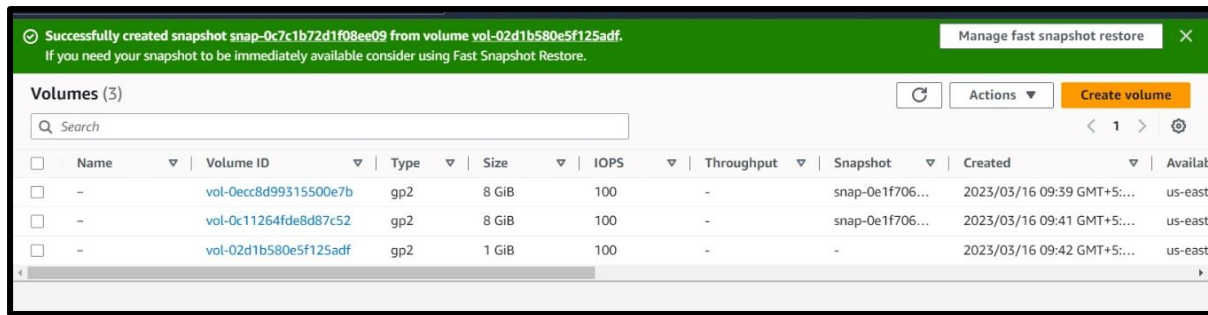 Successfully created snapshot snap-0c7c1b72d1f08ee09 from volume vol-02d1b580e5f125adf.
If you need your snapshot to be immediately available consider using Fast Snapshot Restore.
Manage fast snapshot restore
Volumes (3)
Actions
Create volume
Search
1
Name Volume ID Type Size IOPS Throughput Snapshot Created Availab
– vol-0ecc8d99315500e7b gp2 8 GiB 100 - snap-0e1f706... 2023/03/16 09:39 GMT+5:... us-east
– vol-0c11264fde8d87c52 gp2 8 GiB 100 - snap-0e1f706... 2023/03/16 09:41 GMT+5:... us-east
– vol-02d1b580e5f125adf gp2 1 GiB 100 - - 2023/03/16 09:42 GMT+5:... us-east